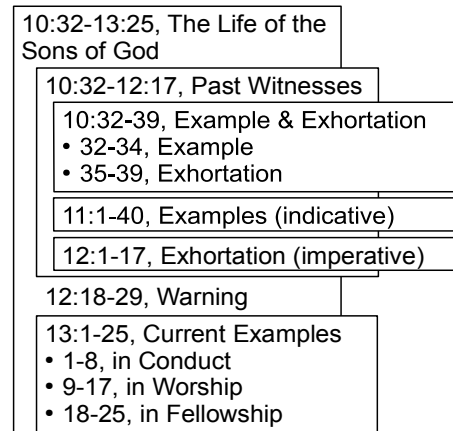 10:32-13:25, The Life of the
Sons of God
10:32-12:17, Past Witnesses
10:32-39, Example & Exhortation
• 32-34, Example
• 35-39, Exhortation
11:1-40, Examples (indicative)
12:1-17, Exhortation (imperative)
12:18-29, Warning
13:1-25, Current Examples
• 1-8, in Conduct
• 9-17, in Worship
• 18-25, in Fellowship